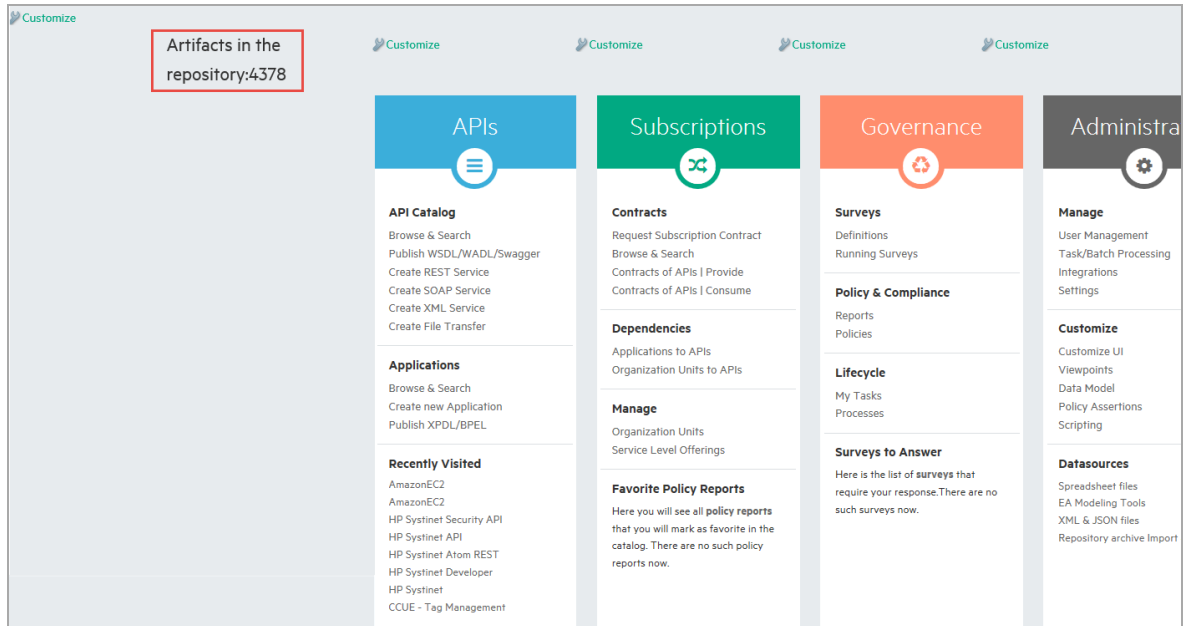 Customize
Artifacts in the
repository:4378
Customize
Customize
Customize
Customize
APIs
API Catalog
Browse & Search
Publish WSDL/WADL/Swagger
Create REST Service
Create SOAP Service
Create XML Service
Create File Transfer
Applications
Browse & Search
Create new Application
Publish XPDL/BPEL
Recently Visited
AmazonEC2
AmazonEC2
HP Systinet Security API
HP Systinet API
HP Systinet Atom REST
HP Systinet Developer
HP Systinet
CCUE - Tag Management
Subscriptions
Contracts
Request Subscription Contract
Browse & Search
Contracts of APIs | Provide
Contracts of APIs | Consume
Dependencies
Applications to APIs
Organization Units to APIs
Manage
Organization Units
Service Level Offerings
Favorite Policy Reports
Here you will see all policy reports
that you will mark as favorite in the
catalog. There are no such policy
reports now.
Governance
Surveys
Definitions
Running Surveys
Policy & Compliance
Reports
Policies
Lifecycle
My Tasks
Processes
Surveys to Answer
Here is the list of surveys that
require your response.There are no
such surveys now.
Administra
Manage
User Management
Task/Batch Processing
Integrations
Settings
Customize
Customize UI
Viewpoints
Data Model
Policy Assertions
Scripting
Datasources
Spreadsheet files
EA Modeling Tools
XML & JSON files
Repository archive Import